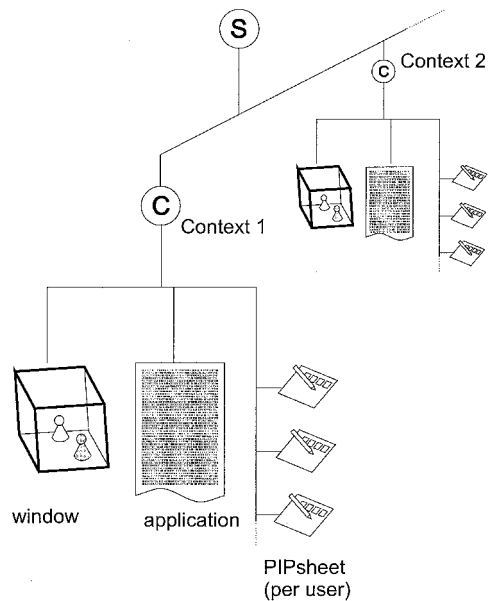 S
C
Context 2
C
Context 1
window
application
PIPsheet
(per user)